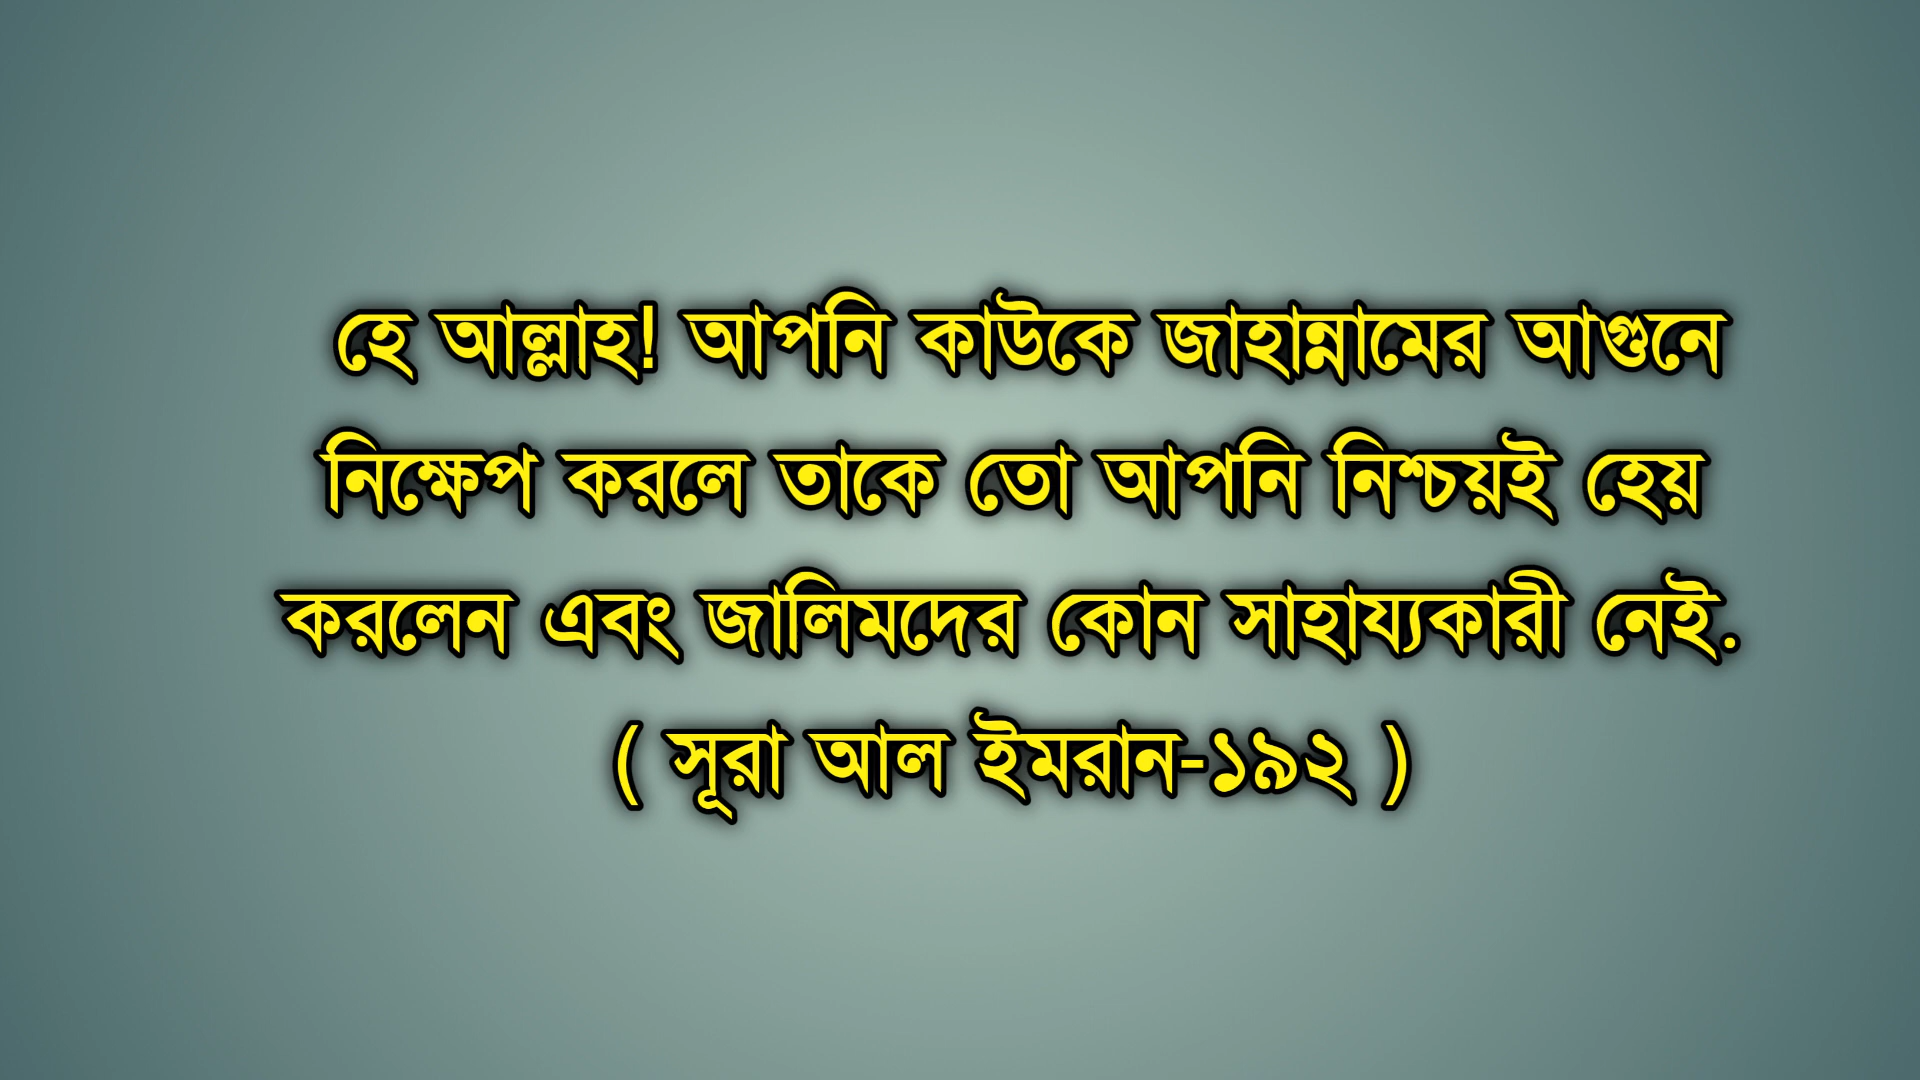 হে আল্লাহ! আপনি কাউকে জাহান্নামের আগুনে
নিক্ষেপ করলে তাকে তো আপনি নিশ্চয়ই হেয়
করলেন এবং জালিমদের কোন সাহায্যকারী নেই.
( সূরা আল ইমরান-১৯২ )